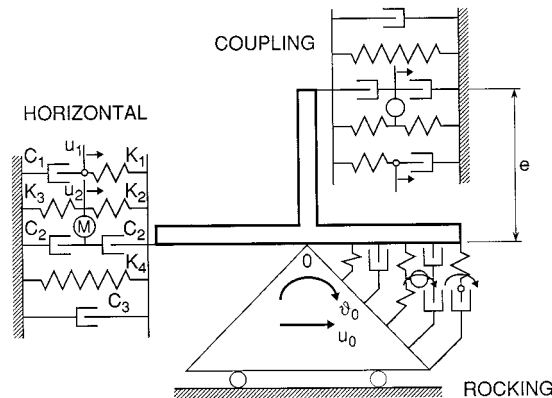 COUPLING
HORIZONTAL
C₁ u₁ K₁
K₃ u₂ K₂
C₂ M C₂
K₄
C₃
e
0
ϑ₀
u₀
ROCKING